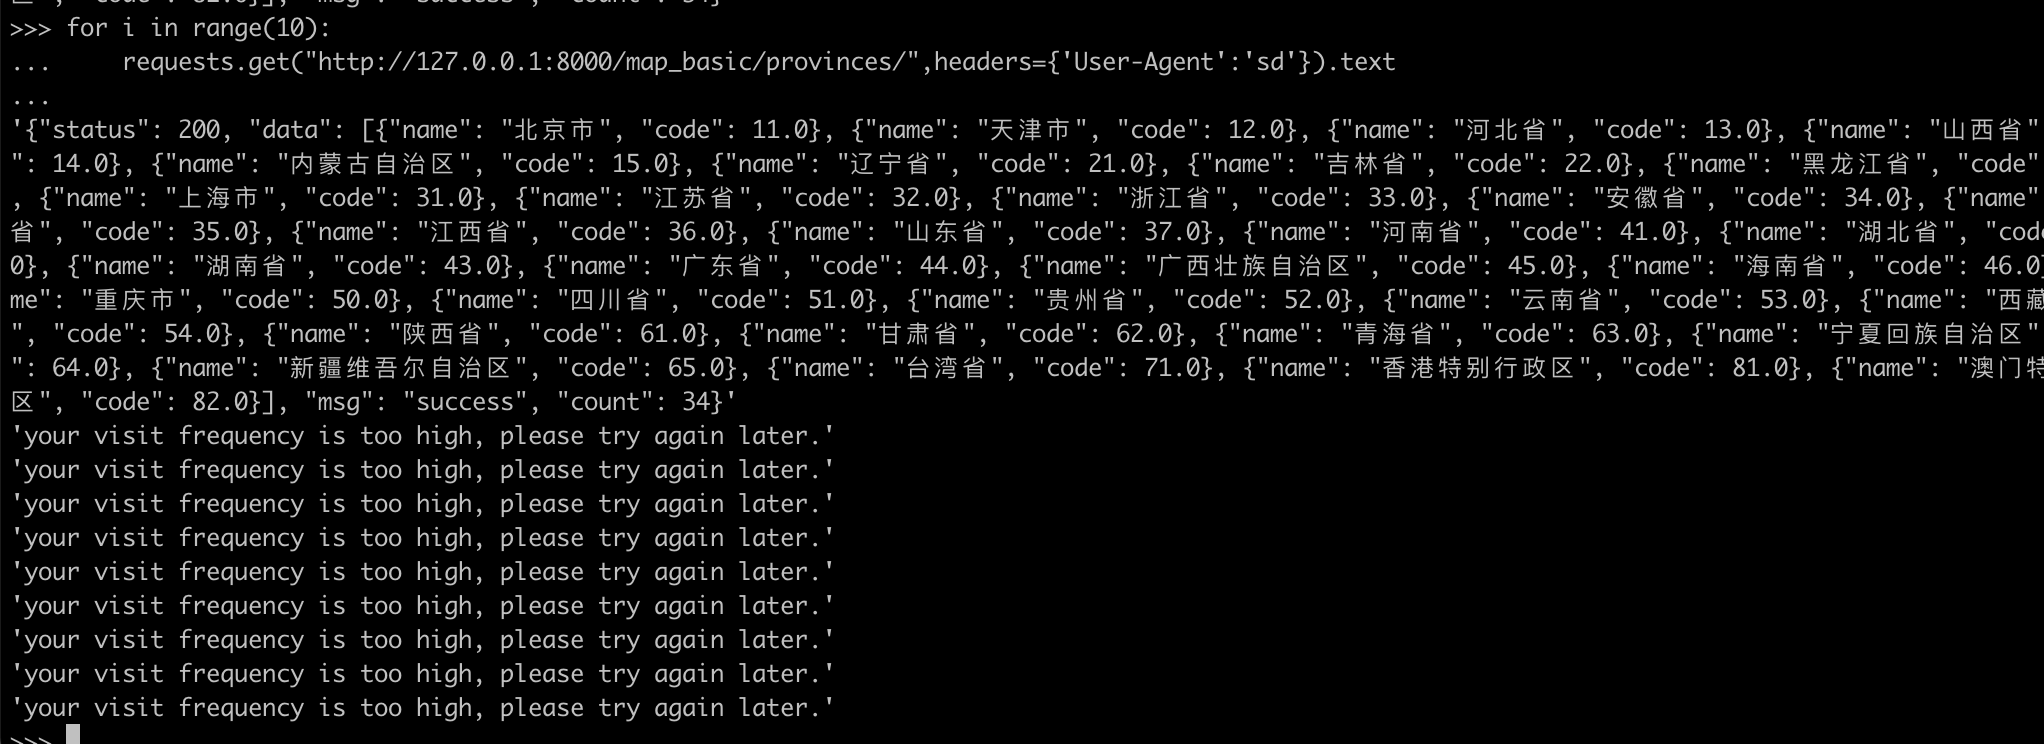 区", "code": 82.0}], "msg": "success", "count": 34}
>>> for i in range(10):
...     requests.get("http://127.0.0.1:8000/map_basic/provinces/",headers={'User-Agent':'sd'}).text
...
'{"status": 200, "data": [{"name": "北京市", "code": 11.0}, {"name": "天津市", "code": 12.0}, {"name": "河北省", "code": 13.0}, {"name": "山西省"
": 14.0}, {"name": "内蒙古自治区", "code": 15.0}, {"name": "辽宁省", "code": 21.0}, {"name": "吉林省", "code": 22.0}, {"name": "黑龙江省", "code"
, {"name": "上海市", "code": 31.0}, {"name": "江苏省", "code": 32.0}, {"name": "浙江省", "code": 33.0}, {"name": "安徽省", "code": 34.0}, {"name"
省", "code": 35.0}, {"name": "江西省", "code": 36.0}, {"name": "山东省", "code": 37.0}, {"name": "河南省", "code": 41.0}, {"name": "湖北省", "cod
0}, {"name": "湖南省", "code": 43.0}, {"name": "广东省", "code": 44.0}, {"name": "广西壮族自治区", "code": 45.0}, {"name": "海南省", "code": 46.0}
me": "重庆市", "code": 50.0}, {"name": "四川省", "code": 51.0}, {"name": "贵州省", "code": 52.0}, {"name": "云南省", "code": 53.0}, {"name": "西藏
", "code": 54.0}, {"name": "陕西省", "code": 61.0}, {"name": "甘肃省", "code": 62.0}, {"name": "青海省", "code": 63.0}, {"name": "宁夏回族自治区"
": 64.0}, {"name": "新疆维吾尔自治区", "code": 65.0}, {"name": "台湾省", "code": 71.0}, {"name": "香港特别行政区", "code": 81.0}, {"name": "澳门特
区", "code": 82.0}], "msg": "success", "count": 34}'
'your visit frequency is too high, please try again later.'
'your visit frequency is too high, please try again later.'
'your visit frequency is too high, please try again later.'
'your visit frequency is too high, please try again later.'
'your visit frequency is too high, please try again later.'
'your visit frequency is too high, please try again later.'
'your visit frequency is too high, please try again later.'
'your visit frequency is too high, please try again later.'
'your visit frequency is too high, please try again later.'
>>>